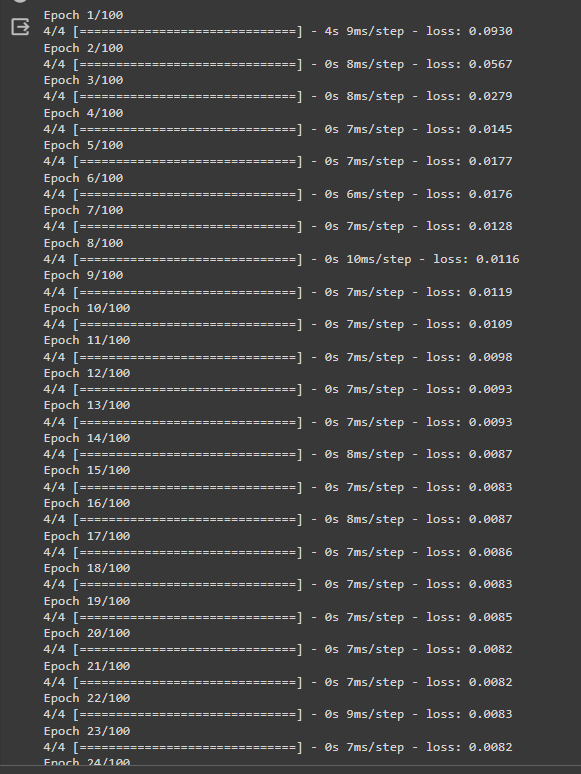 Epoch 1/100
4/4 [==============================] - 4s 9ms/step - loss: 0.0930
Epoch 2/100
4/4 [==============================] - 0s 8ms/step - loss: 0.0567
Epoch 3/100
4/4 [==============================] - 0s 8ms/step - loss: 0.0279
Epoch 4/100
4/4 [==============================] - 0s 7ms/step - loss: 0.0145
Epoch 5/100
4/4 [==============================] - 0s 7ms/step - loss: 0.0177
Epoch 6/100
4/4 [==============================] - 0s 6ms/step - loss: 0.0176
Epoch 7/100
4/4 [==============================] - 0s 7ms/step - loss: 0.0128
Epoch 8/100
4/4 [==============================] - 0s 10ms/step - loss: 0.0116
Epoch 9/100
4/4 [==============================] - 0s 7ms/step - loss: 0.0119
Epoch 10/100
4/4 [==============================] - 0s 7ms/step - loss: 0.0109
Epoch 11/100
4/4 [==============================] - 0s 7ms/step - loss: 0.0098
Epoch 12/100
4/4 [==============================] - 0s 7ms/step - loss: 0.0093
Epoch 13/100
4/4 [==============================] - 0s 7ms/step - loss: 0.0093
Epoch 14/100
4/4 [==============================] - 0s 8ms/step - loss: 0.0087
Epoch 15/100
4/4 [==============================] - 0s 7ms/step - loss: 0.0083
Epoch 16/100
4/4 [==============================] - 0s 8ms/step - loss: 0.0087
Epoch 17/100
4/4 [==============================] - 0s 7ms/step - loss: 0.0086
Epoch 18/100
4/4 [==============================] - 0s 7ms/step - loss: 0.0083
Epoch 19/100
4/4 [==============================] - 0s 7ms/step - loss: 0.0085
Epoch 20/100
4/4 [==============================] - 0s 7ms/step - loss: 0.0082
Epoch 21/100
4/4 [==============================] - 0s 7ms/step - loss: 0.0082
Epoch 22/100
4/4 [==============================] - 0s 9ms/step - loss: 0.0083
Epoch 23/100
4/4 [==============================] - 0s 7ms/step - loss: 0.0082
Epoch 24/100